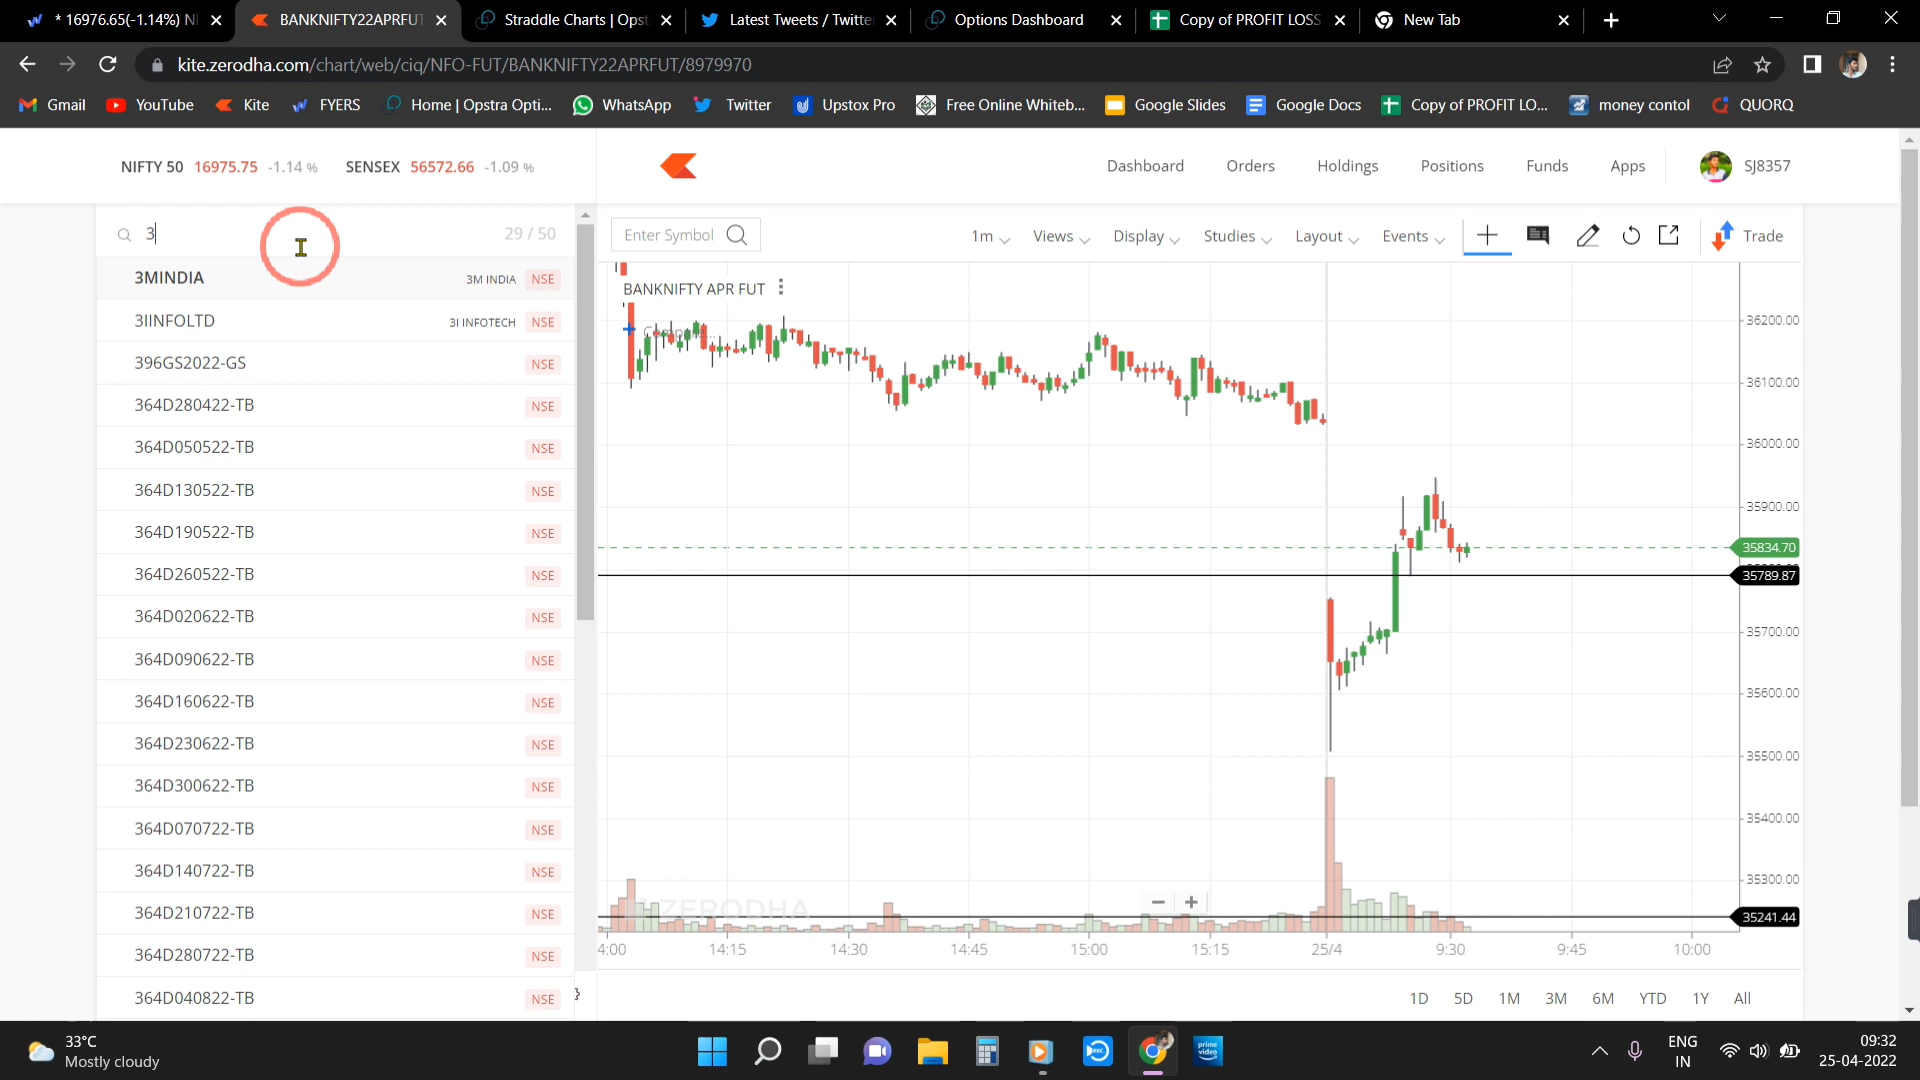 * 16976.65(-1.14%) NI
BANKNIFTY22APRFUT
Straddle Charts | Opst
Latest Tweets / Twitte
Options Dashboard
Copy of PROFIT LOSS
New Tab
kite.zerodha.com/chart/web/ciq/NFO-FUT/BANKNIFTY22APRFUT/8979970
Gmail YouTube Kite FYERS Home | Opstra Opti... WhatsApp Twitter Upstox Pro Free Online Whiteb... Google Slides Google Docs Copy of PROFIT LO... money contol QUORQ
NIFTY 50 16975.75 -1.14 % SENSEX 56572.66 -1.09 %
Dashboard Orders Holdings Positions Funds Apps SJ8357
3 29 / 50
3MINDIA 3M INDIA NSE
3IINFOLTD 3I INFOTECH NSE
396GS2022-GS NSE
364D280422-TB NSE
364D050522-TB NSE
364D130522-TB NSE
364D190522-TB NSE
364D260522-TB NSE
364D020622-TB NSE
364D090622-TB NSE
364D160622-TB NSE
364D230622-TB NSE
364D300622-TB NSE
364D070722-TB NSE
364D140722-TB NSE
364D210722-TB NSE
364D280722-TB NSE
364D040822-TB NSE
Enter Symbol 1m Views Display Studies Layout Events Trade
BANKNIFTY APR FUT
36200.00
36100.00
36000.00
35900.00
35834.70
35789.87
35700.00
35600.00
35500.00
35400.00
35300.00
35241.44
ZERODHA
4:00 14:15 14:30 14:45 15:00 15:15 25/4 9:30 9:45 10:00
1D 5D 1M 3M 6M YTD 1Y All
33°C
Mostly cloudy
REC
prime
video
ENG
IN
09:32
25-04-2022